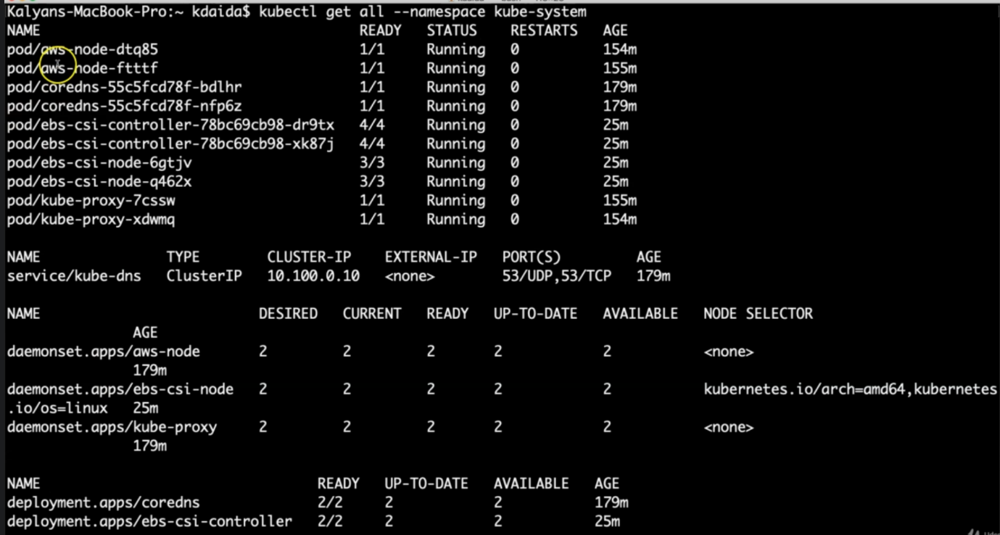 Kalyans-MacBook-Pro:~ kdaida$ kubectl get all --namespace kube-system
NAME READY STATUS RESTARTS AGE
pod/aws-node-dtq85 1/1 Running 0 154m
pod/aws-node-ftttf 1/1 Running 0 155m
pod/coredns-55c5fcd78f-bdlhr 1/1 Running 0 179m
pod/coredns-55c5fcd78f-nfp6z 1/1 Running 0 179m
pod/ebs-csi-controller-78bc69cb98-dr9tx 4/4 Running 0 25m
pod/ebs-csi-controller-78bc69cb98-xk87j 4/4 Running 0 25m
pod/ebs-csi-node-6gtjv 3/3 Running 0 25m
pod/ebs-csi-node-q462x 3/3 Running 0 25m
pod/kube-proxy-7cssw 1/1 Running 0 155m
pod/kube-proxy-xdwmq 1/1 Running 0 154m
NAME TYPE CLUSTER-IP EXTERNAL-IP PORT(S) AGE
service/kube-dns ClusterIP 10.100.0.10 <none> 53/UDP,53/TCP 179m
NAME DESIRED CURRENT READY UP-TO-DATE AVAILABLE NODE SELECTOR
AGE
daemonset.apps/aws-node 2 2 2 2 2 <none>
179m
daemonset.apps/ebs-csi-node 2 2 2 2 2 kubernetes.io/arch=amd64,kubernetes
.io/os=linux 25m
daemonset.apps/kube-proxy 2 2 2 2 2 <none>
179m
NAME READY UP-TO-DATE AVAILABLE AGE
deployment.apps/coredns 2/2 2 2 179m
deployment.apps/ebs-csi-controller 2/2 2 2 25m